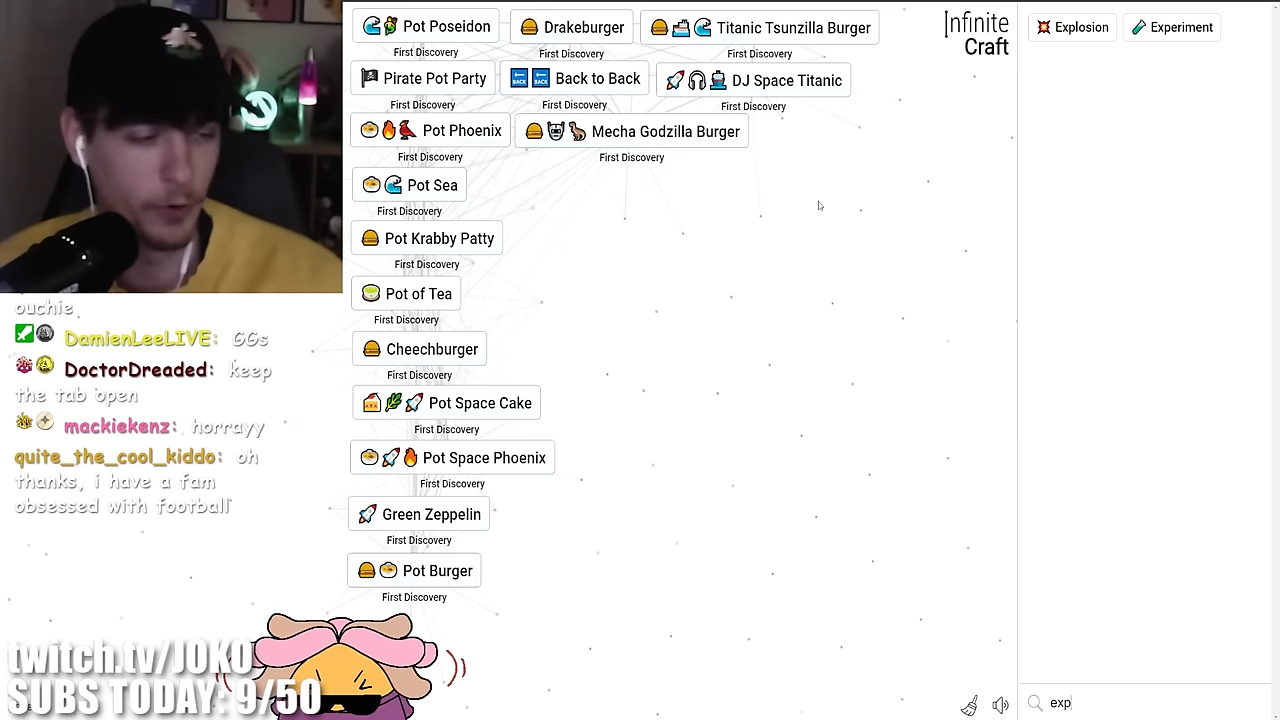 Pot Poseidon
First Discovery
Drakeburger
First Discovery
Titanic Tsunzilla Burger
First Discovery
Infinite
Craft
Explosion
Experiment
Pirate Pot Party
First Discovery
BACK BACK Back to Back
First Discovery
DJ Space Titanic
First Discovery
Pot Phoenix
First Discovery
Mecha Godzilla Burger
First Discovery
Pot Sea
First Discovery
Pot Krabby Patty
First Discovery
Pot of Tea
First Discovery
Cheechburger
First Discovery
Pot Space Cake
First Discovery
Pot Space Phoenix
First Discovery
Green Zeppelin
First Discovery
Pot Burger
First Discovery
ouchie
DamienLeeLIVE: GGs
DoctorDreaded: keep
the tab open
mackiekenz: horrayy
quite_the_cool_kiddo: oh
thanks, i have a fam
obsessed with football
twitch.tv/JOKO
SUBS TODAY: 9/50
exp